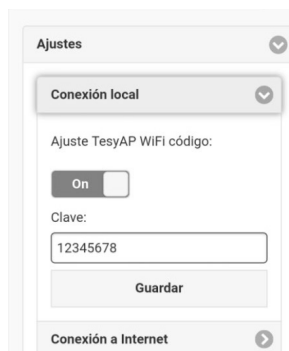 Ajustes
Conexión local
Ajuste TesyAP WiFi código:
On
Clave:
12345678
Guardar
Conexión a Internet